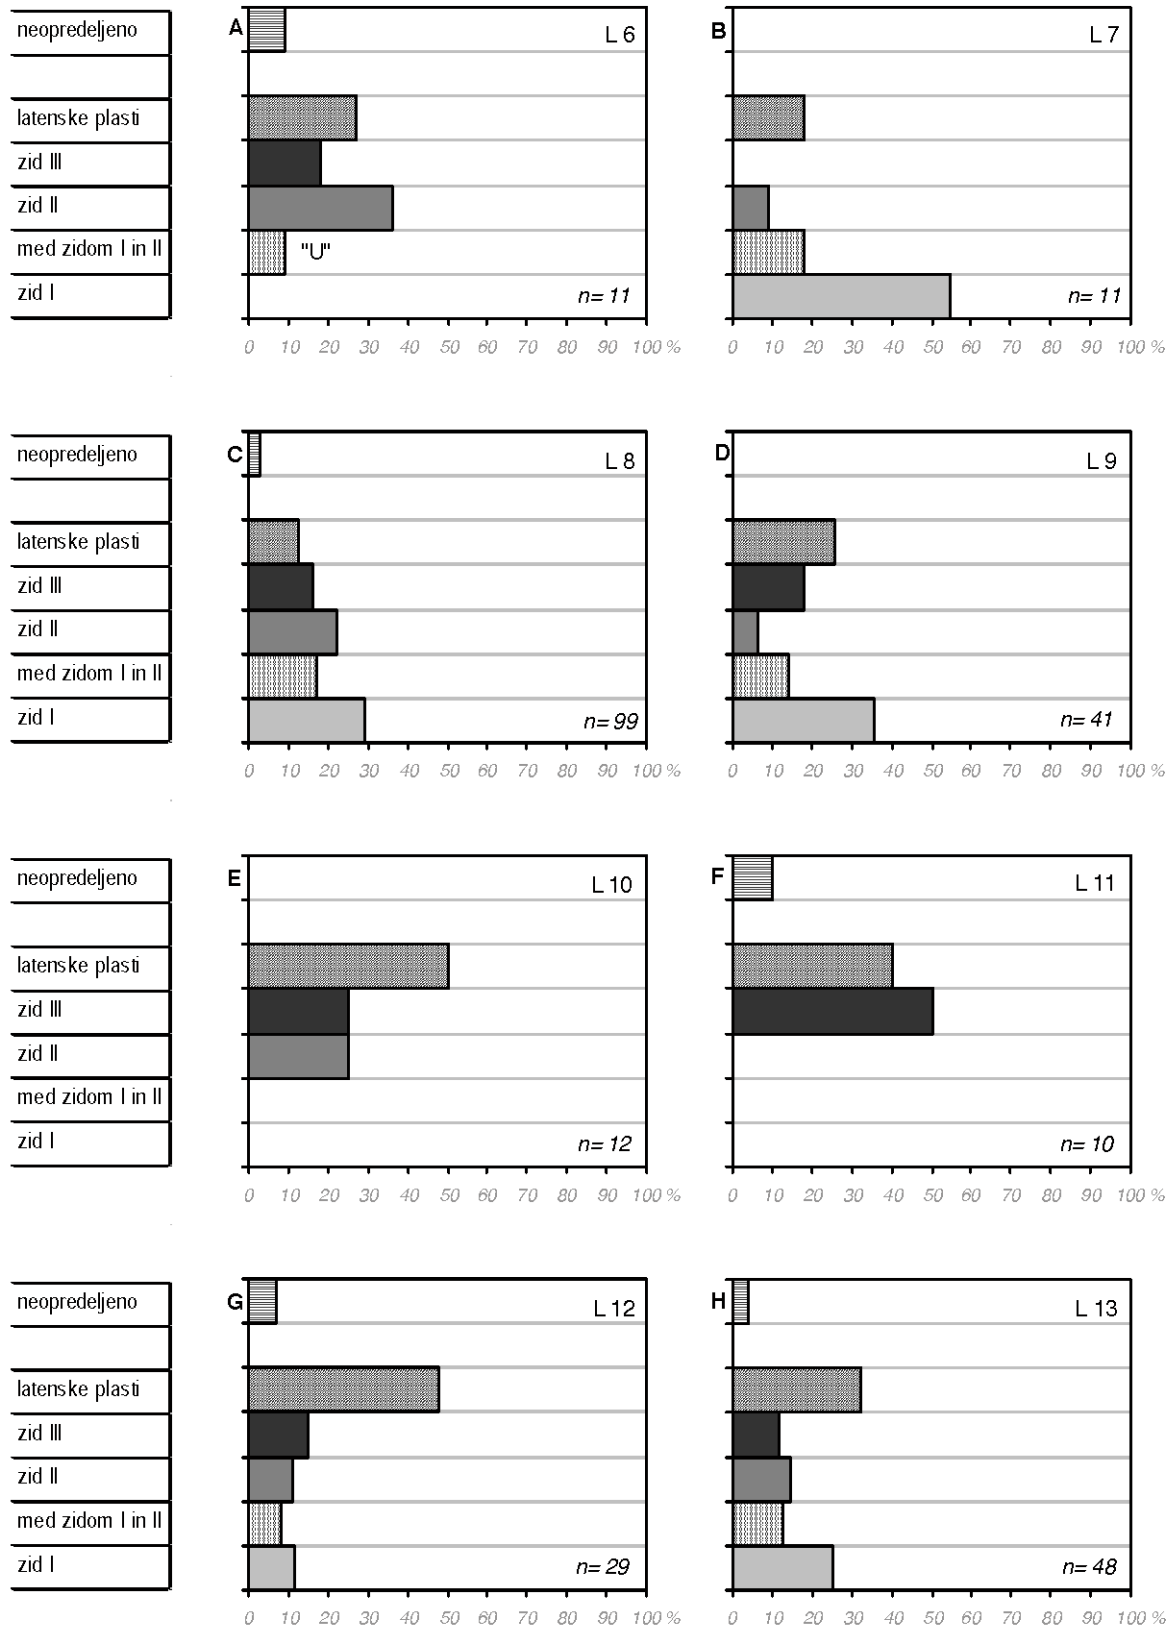 neopredeljeno
latenske plasti
zid III
zid II
med zidom I in II
zid I
A
L 6
"U"
n= 11
0 10 20 30 40 50 60 70 80 90 100 %
B
L 7
n= 11
0 10 20 30 40 50 60 70 80 90 100 %
neopredeljeno
latenske plasti
zid III
zid II
med zidom I in II
zid I
C
L 8
n= 99
0 10 20 30 40 50 60 70 80 90 100 %
D
L 9
n= 41
0 10 20 30 40 50 60 70 80 90 100 %
neopredeljeno
latenske plasti
zid III
zid II
med zidom I in II
zid I
E
L 10
n= 12
0 10 20 30 40 50 60 70 80 90 100 %
F
L 11
n= 10
0 10 20 30 40 50 60 70 80 90 100 %
neopredeljeno
latenske plasti
zid III
zid II
med zidom I in II
zid I
G
L 12
n= 29
0 10 20 30 40 50 60 70 80 90 100 %
H
L 13
n= 48
0 10 20 30 40 50 60 70 80 90 100 %